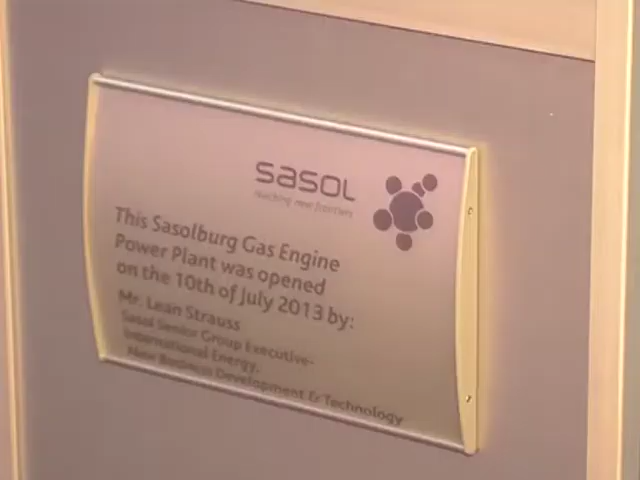 sasol
reaching new frontiers
This Sasolburg Gas Engine
Power Plant was opened
on the 10th of July 2013 by:
Mr. Lean Strauss
Sasol Senior Group Executive-
International Energy,
New Business Development & Technology